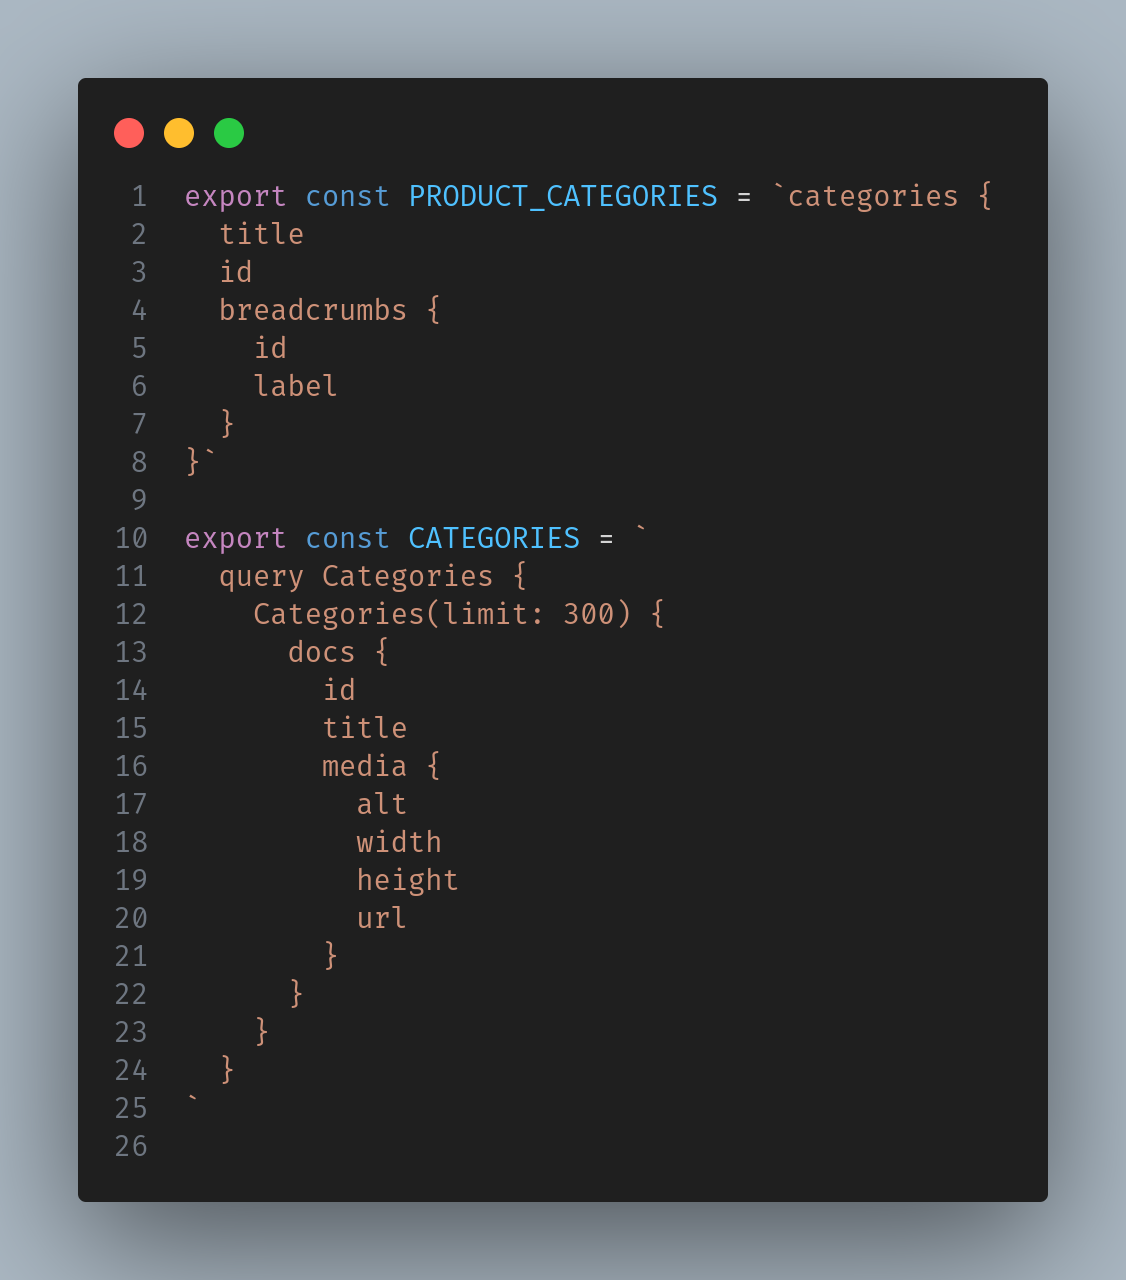 1 export const PRODUCT_CATEGORIES = `categories {
2   title
3   id
4   breadcrumbs {
5     id
6     label
7   }
8 }`
9
10 export const CATEGORIES = `
11   query Categories {
12     Categories(limit: 300) {
13       docs {
14         id
15         title
16         media {
17           alt
18           width
19           height
20           url
21         }
22       }
23     }
24   }
25 `
26